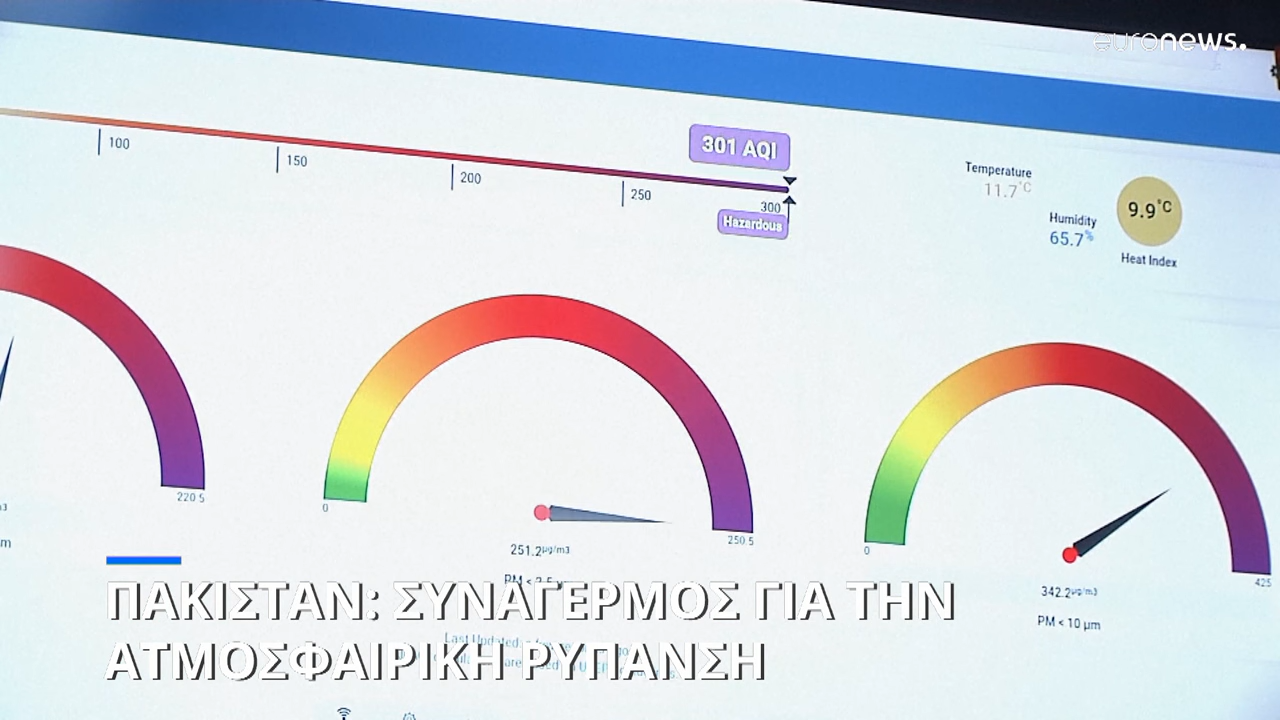 euronews.
100
150
200
250
300
301 AQI
Hazardous
Temperature
11.7°C
Humidity
65.7%
9.9°C
Heat Index
220.5
0
250.5
251.2μg/m3
0
425
342.2μg/m3
PM < 10 μm
ΠΑΚΙΣΤΑΝ: ΣΥΝΑΓΕΡΜΟΣ ΓΙΑ ΤΗΝ
ΑΤΜΟΣΦΑΙΡΙΚΗ ΡΥΠΑΝΣΗ
Last Updated